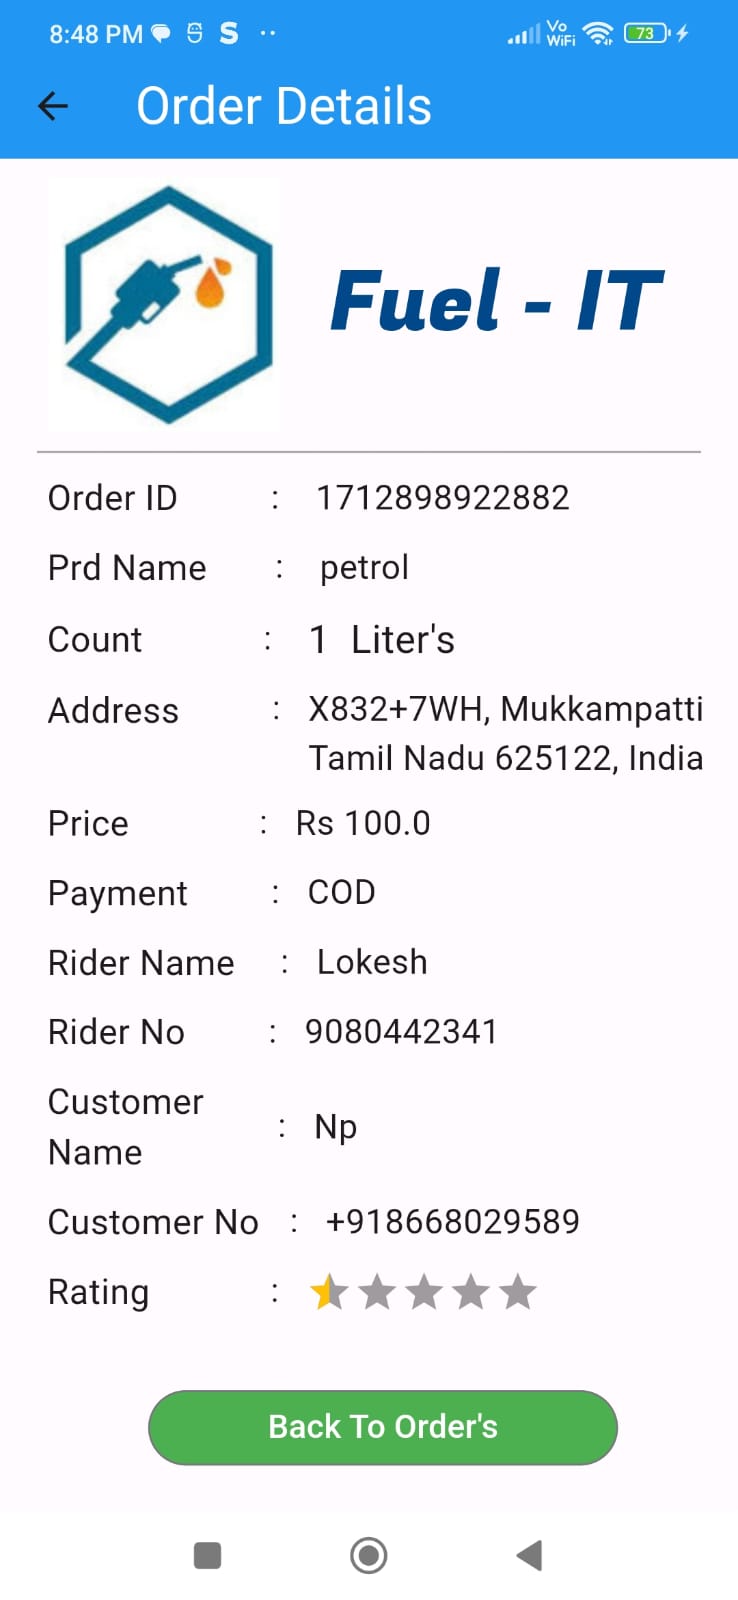 8:48 PM S
Vo
WiFi
73
Order Details
Fuel - IT
Order ID : 1712898922882
Prd Name : petrol
Count : 1 Liter's
Address : X832+7WH, Mukkampatti
Tamil Nadu 625122, India
Price : Rs 100.0
Payment : COD
Rider Name : Lokesh
Rider No : 9080442341
Customer
Name : Np
Customer No : +918668029589
Rating :
Back To Order's